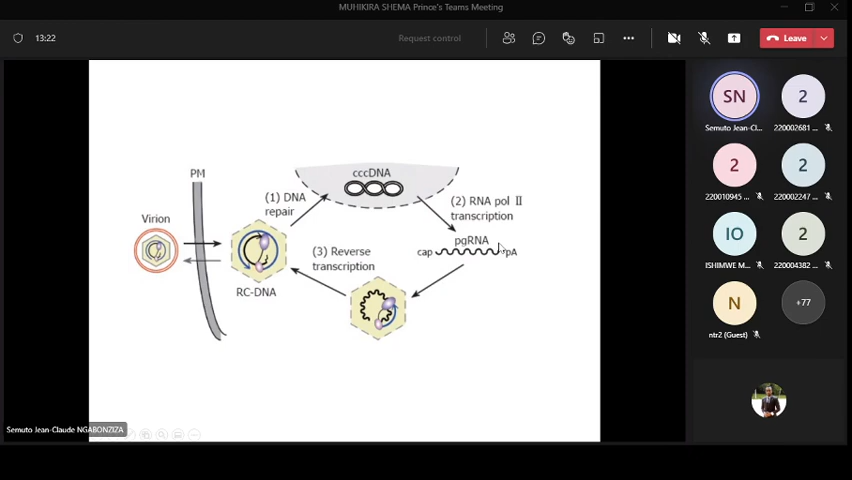 MUHIKIRA SHEMA Prince's Teams Meeting
13:22
Request control
Leave
PM
cccDNA
(1) DNA
repair
(2) RNA pol II
transcription
Virion
pgRNA
cap
pA
(3) Reverse
transcription
RC-DNA
SN
Semuto Jean-Cl...
2
220002681 ...
2
220010945 ...
2
22002247 ...
IO
ISHIMWE M...
2
220004382 ...
N
ntr2 (Guest)
+77
Semuto Jean-Claude NGABONZIZA